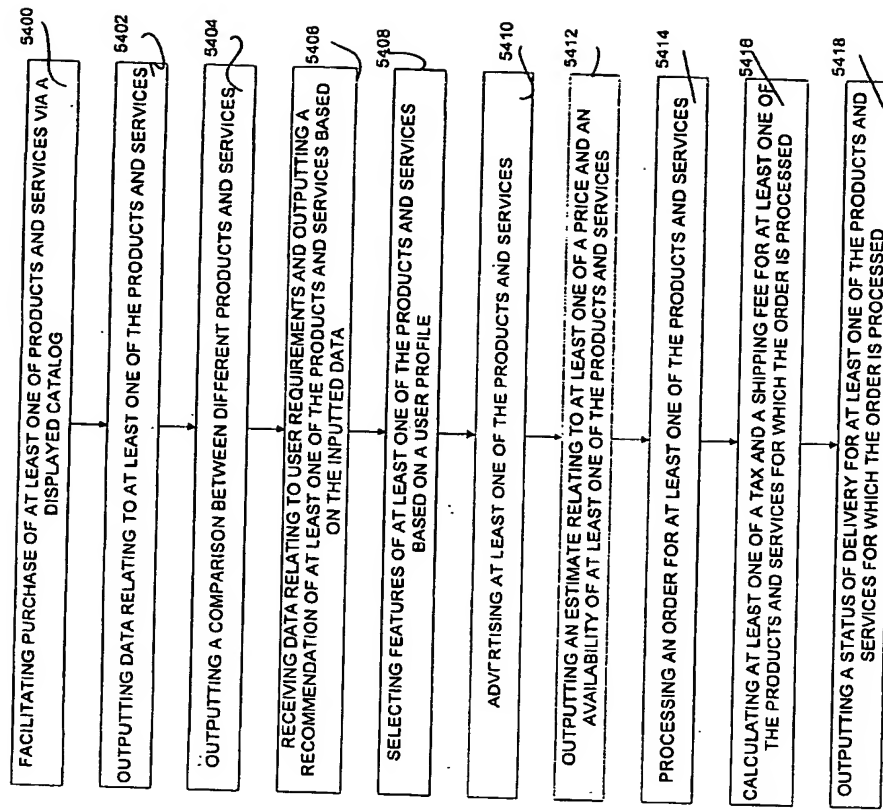 5400
FACILITATING PURCHASE OF AT LEAST ONE OF PRODUCTS AND SERVICES VIA A
DISPLAYED CATALOG
5402
OUTPUTTING DATA RELATING TO AT LEAST ONE OF THE PRODUCTS AND SERVICES
5404
OUTPUTTING A COMPARISON BETWEEN DIFFERENT PRODUCTS AND SERVICES
5406
RECEIVING DATA RELATING TO USER REQUIREMENTS AND OUTPUTTING A
RECOMMENDATION OF AT LEAST ONE OF THE PRODUCTS AND SERVICES BASED
ON THE INPUTTED DATA
5408
SELECTING FEATURES OF AT LEAST ONE OF THE PRODUCTS AND SERVICES
BASED ON A USER PROFILE
5410
ADVERTISING AT LEAST ONE OF THE PRODUCTS AND SERVICES
5412
OUTPUTTING AN ESTIMATE RELATING TO AT LEAST ONE OF A PRICE AND AN
AVAILABILITY OF AT LEAST ONE OF THE PRODUCTS AND SERVICES
5414
PROCESSING AN ORDER FOR AT LEAST ONE OF THE PRODUCTS AND SERVICES
5416
CALCULATING AT LEAST ONE OF A TAX AND A SHIPPING FEE FOR AT LEAST ONE OF
THE PRODUCTS AND SERVICES FOR WHICH THE ORDER IS PROCESSED
5418
OUTPUTTING A STATUS OF DELIVERY FOR AT LEAST ONE OF THE PRODUCTS AND
SERVICES FOR WHICH THE ORDER IS PROCESSED